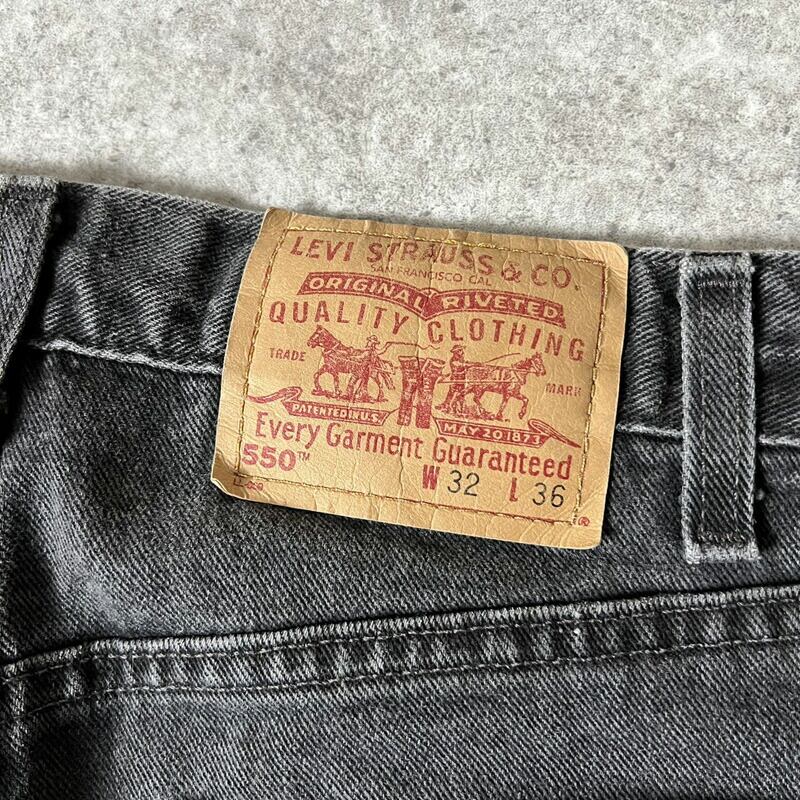 LEVI STRAUSS & CO.
SAN FRANCISCO CAL.
ORIGINAL RIVETED
QUALITY CLOTHING
TRADE MARK
PATENTED IN U.S. MAY 20 1873
Every Garment Guaranteed
550™
W 32 L 36
®